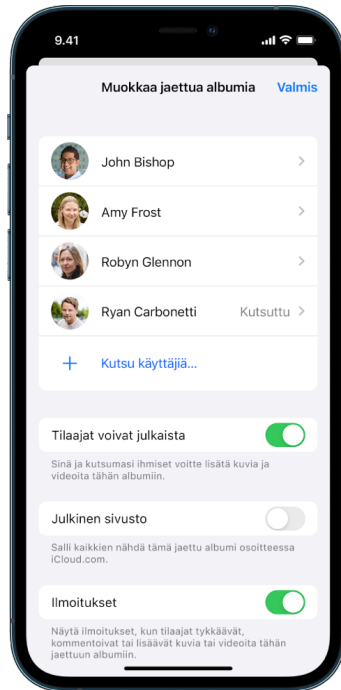 9.41
Muokkaa jaettua albumia Valmis
John Bishop
Amy Frost
Robyn Glennon
Ryan Carbonetti Kutsuttu
Kutsu käyttäjiä...
Tilaajat voivat julkaista
Sinä ja kutsumasi ihmiset voitte lisätä kuvia ja
videoita tähän albumiin.
Julkinen sivusto
Salli kaikkien nähdä tämä jaettu albumi osoitteessa
iCloud.com.
Ilmoitukset
Näytä ilmoitukset, kun tilaajat tykkäävät,
kommentoivat tai lisäävät kuvia tai videoita tähän
jaettuun albumiin.